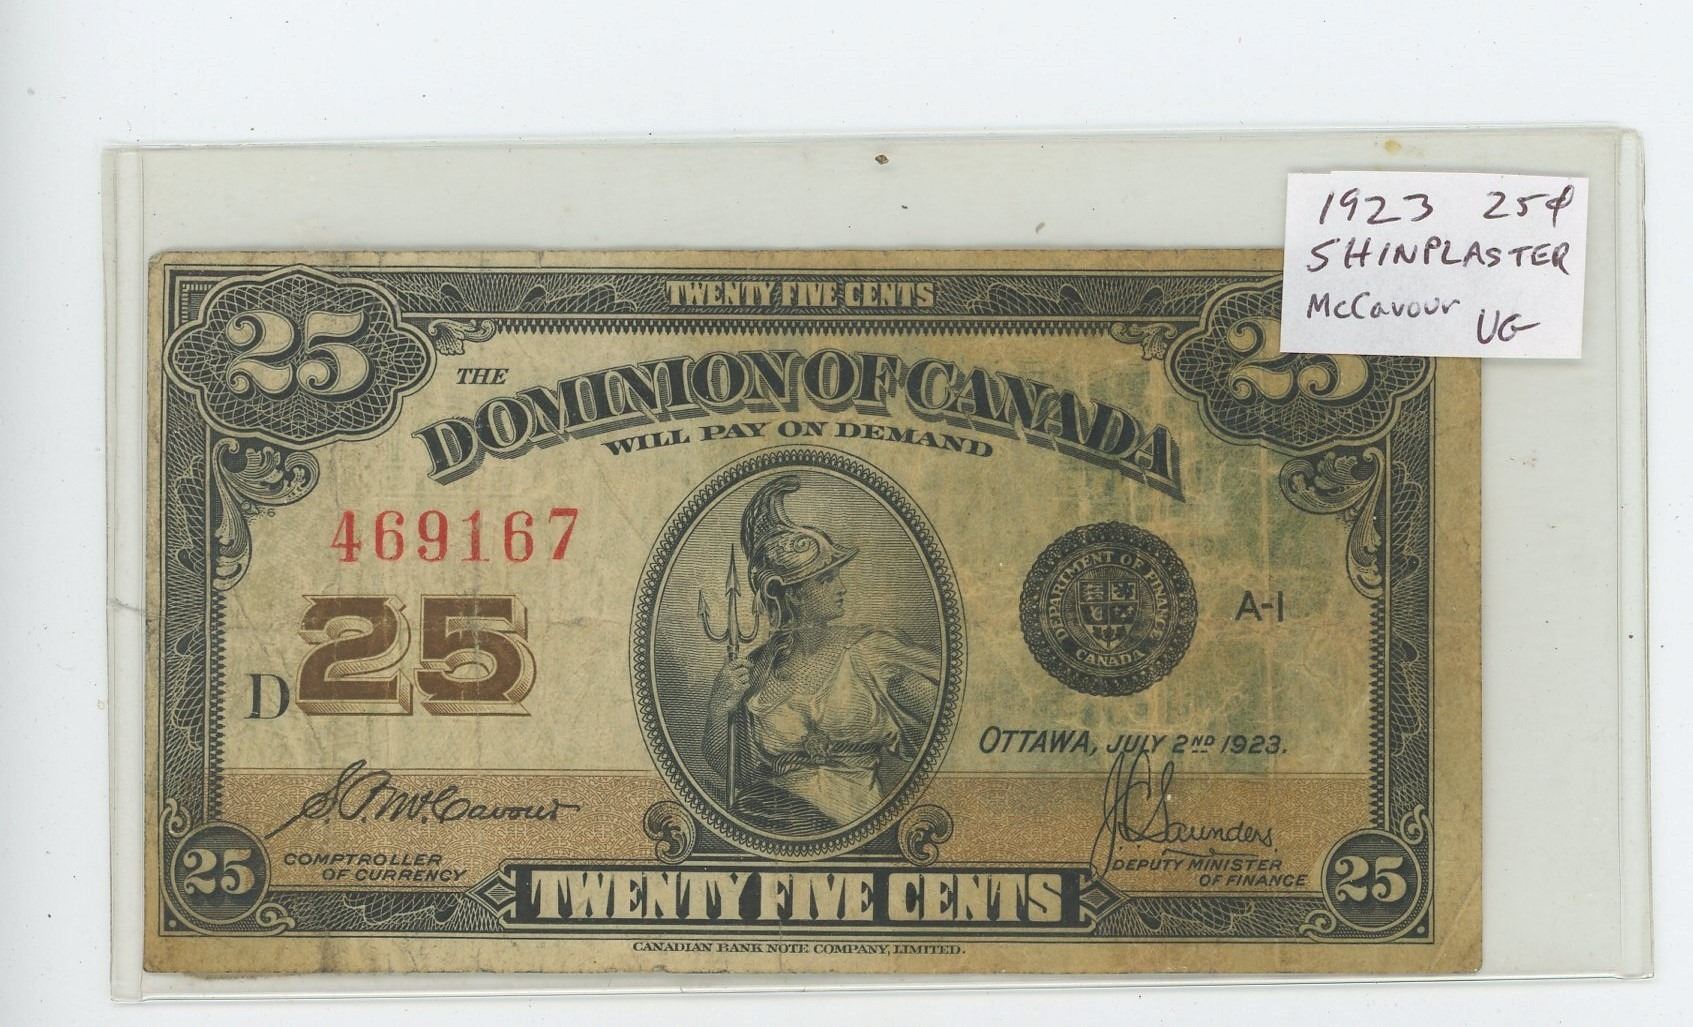 1923 25¢
SHINPLASTER
McCavour VG
TWENTY FIVE CENTS
25 25
THE
DOMINION OF CANADA
WILL PAY ON DEMAND
469167
25
D
DEPARTMENT OF FINANCE
CANADA
A-1
OTTAWA, JULY 2ND 1923.
S.P. McCavour
J.C. Saunders
COMPTROLLER
OF CURRENCY
DEPUTY MINISTER
OF FINANCE
25 TWENTY FIVE CENTS 25
CANADIAN BANK NOTE COMPANY, LIMITED.